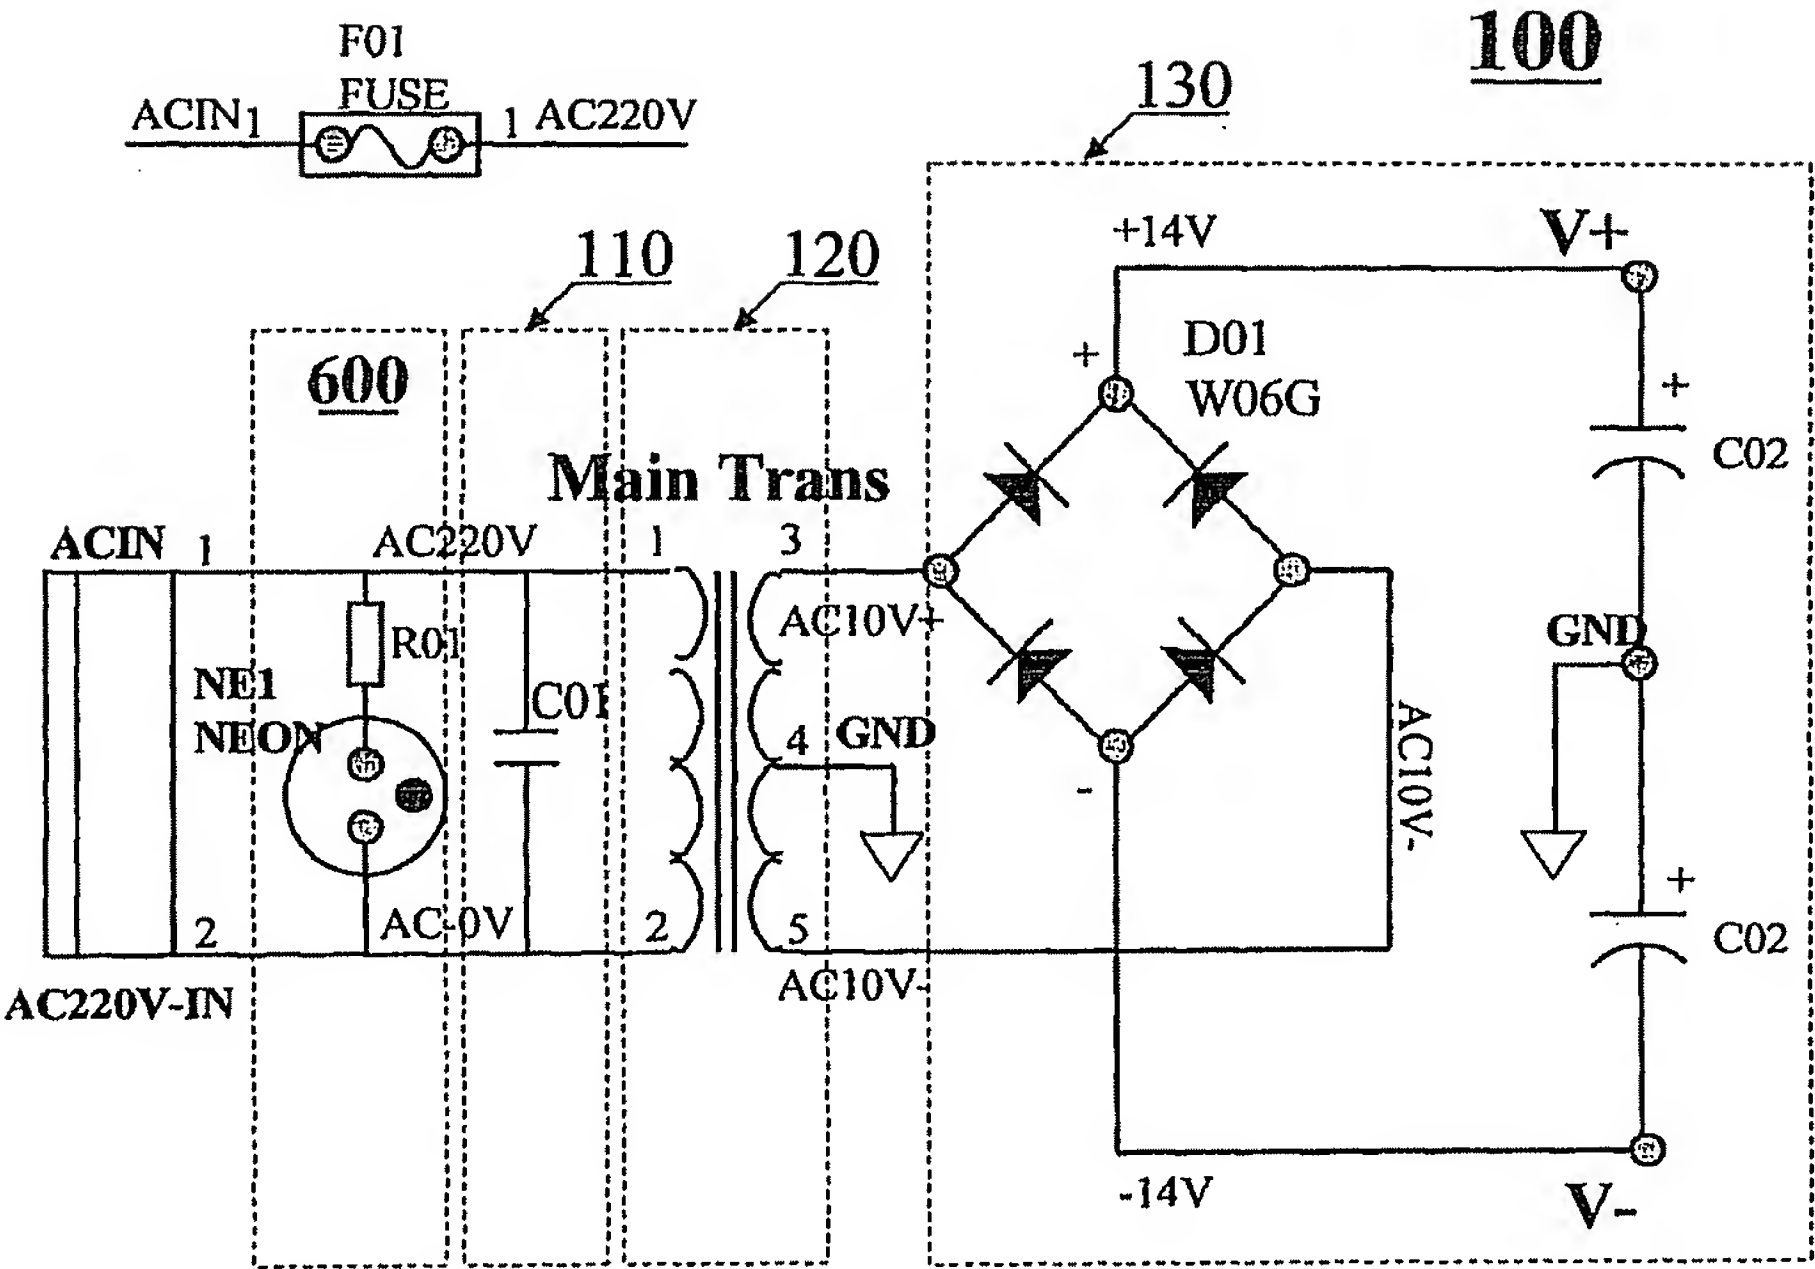 100
F01
FUSE
ACIN 1
1 AC220V
130
110
120
+14V
V+
600
+
D01
W06G
+
C02
Main Trans
ACIN
1
AC220V
1
3
AC10V+
R01
GND
NE1
NEON
C01
4
GND
AC10V-
-
+
2
AC-0V
2
5
C02
AC220V-IN
AC10V-
-14V
V-